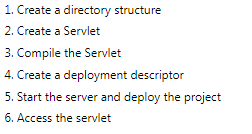 1. Create a directory structure
2. Create a Servlet
3. Compile the Servlet
4. Create a deployment descriptor
5. Start the server and deploy the project
6. Access the servlet